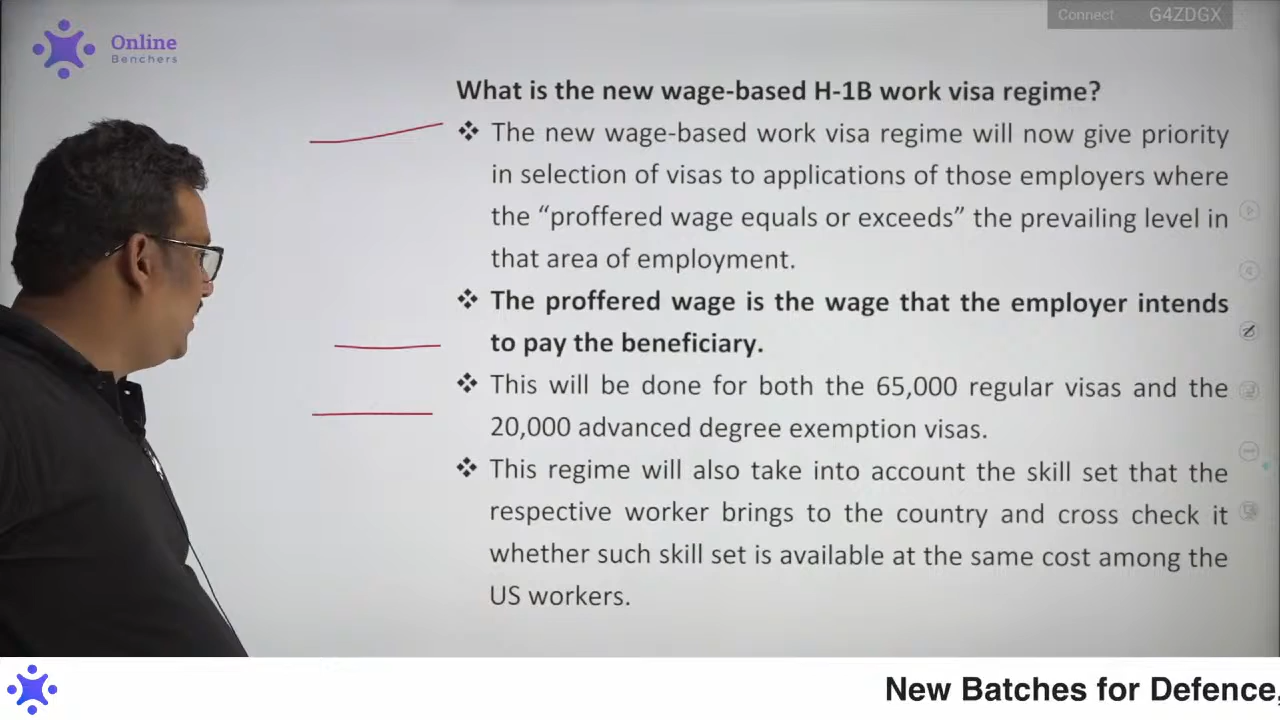 Connect G4ZDGX
Online
Benchers
What is the new wage-based H-1B work visa regime?
❖ The new wage-based work visa regime will now give priority
in selection of visas to applications of those employers where
the “proffered wage equals or exceeds” the prevailing level in
that area of employment.
❖ The proffered wage is the wage that the employer intends
to pay the beneficiary.
❖ This will be done for both the 65,000 regular visas and the
20,000 advanced degree exemption visas.
❖ This regime will also take into account the skill set that the
respective worker brings to the country and cross check it
whether such skill set is available at the same cost among the
US workers.
New Batches for Defence,